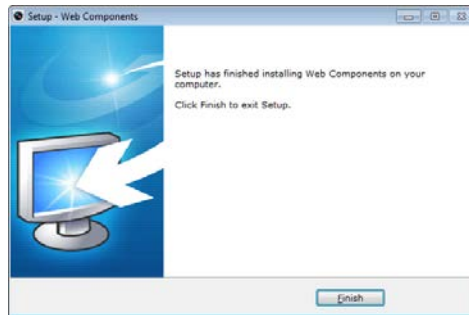 Setup - Web Components
Setup has finished installing Web Components on your
computer.
Click Finish to exit Setup.
Finish